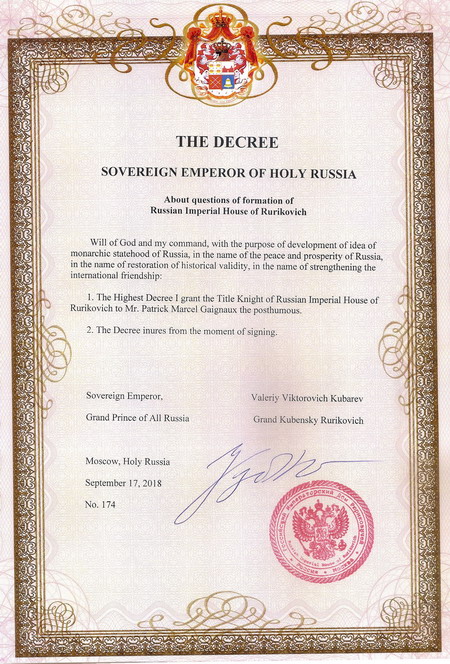 THE DECREE
SOVEREIGN EMPEROR OF HOLY RUSSIA
About questions of formation of
Russian Imperial House of Rurikovich
Will of God and my command, with the purpose of development of idea of
monarchic statehood of Russia, in the name of the peace and prosperity of Russia,
in the name of restoration of historical validity, in the name of strengthening the
international friendship:
1. The Highest Decree I grant the Title Knight of Russian Imperial House of
Rurikovich to Mr. Patrick Marcel Gaignaux the posthumous.
2. The Decree inures from the moment of signing.
Sovereign Emperor,
Valeriy Viktorovich Kubarev
Grand Prince of All Russia
Grand Kubensky Rurikovich
Moscow, Holy Russia
September 17, 2018
No. 174
Императорский Дом
Imperial House of